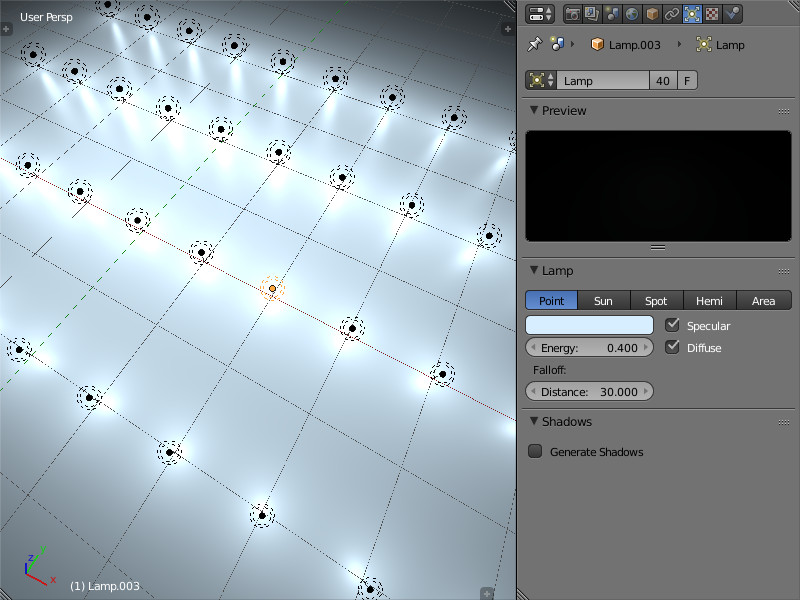 User Persp
Lamp.003 Lamp
Lamp 40 F
Preview
Lamp
Point Sun Spot Hemi Area
Specular
Energy: 0.400 Diffuse
Falloff:
Distance: 30.000
Shadows
Generate Shadows
z
x
(1) Lamp.003